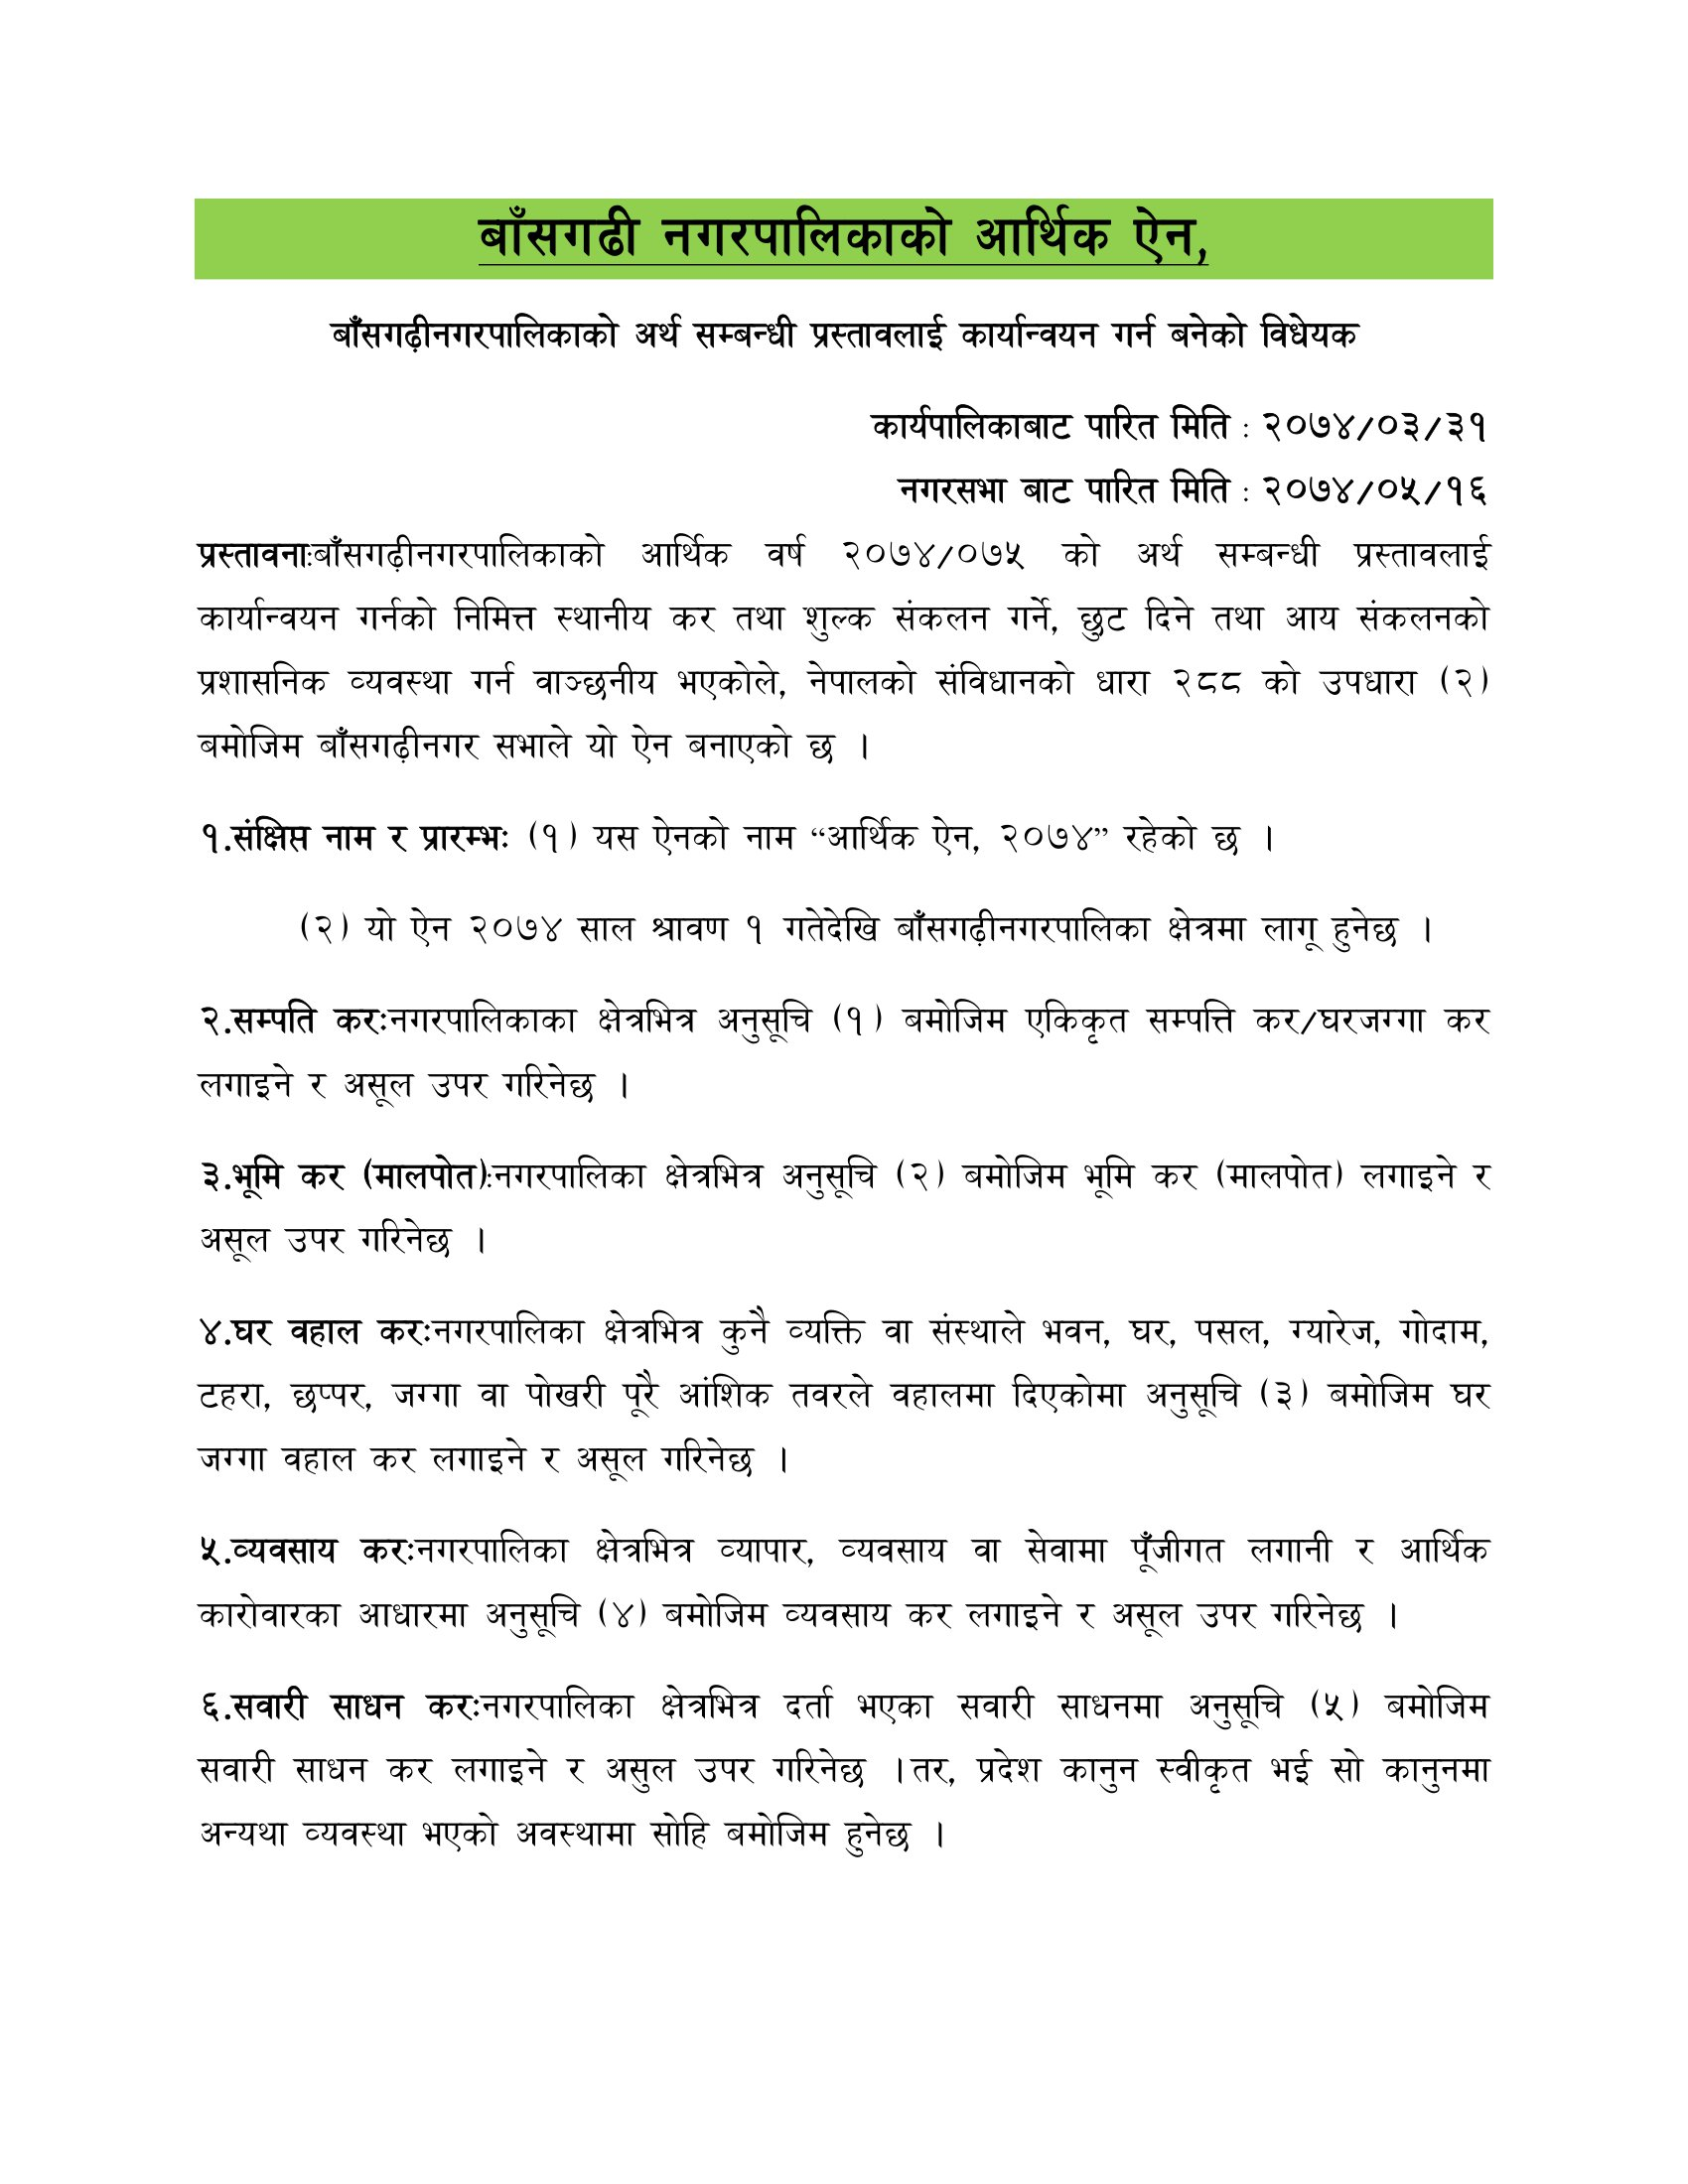 बाँसगढी नगरपालिकाको आर्थिक ऐन,
बाँसगढ़ीनगरपालिकाको अर्थ सम्बन्धी प्रस्तावलाई कार्यान्वयन गर्न बनेको विधेयक
कार्यपालिकाबाट पारित मिति : २०७४/०३/३१
नगरसभा बाट पारित मिति : २०७४/०५/१६
प्रस्तावनाःबाँसगढ़ीनगरपालिकाको आर्थिक वर्ष २०७४/०७५ को अर्थ सम्बन्धी प्रस्तावलाई
कार्यान्वयन गर्नको निमित्त स्थानीय कर तथा शुल्क संकलन गर्ने, छुट दिने तथा आय संकलनको
प्रशासनिक व्यवस्था गर्न वाञ्छनीय भएकोले, नेपालको संविधानको धारा २८८ को उपधारा (२)
बमोजिम बाँसगढ़ीनगर सभाले यो ऐन बनाएको छ ।
१.संक्षिप्त नाम र प्रारम्भः (१) यस ऐनको नाम “आर्थिक ऐन, २०७४” रहेको छ ।
(२) यो ऐन २०७४ साल श्रावण १ गतेदेखि बाँसगढ़ीनगरपालिका क्षेत्रमा लागू हुनेछ ।
२.सम्पति करःनगरपालिकाका क्षेत्रभित्र अनुसूचि (१) बमोजिम एकिकृत सम्पत्ति कर/घरजग्गा कर
लगाइने र असूल उपर गरिनेछ ।
३.भूमि कर (मालपोत)ःनगरपालिका क्षेत्रभित्र अनुसूचि (२) बमोजिम भूमि कर (मालपोत) लगाइने र
असूल उपर गरिनेछ ।
४.घर वहाल करःनगरपालिका क्षेत्रभित्र कुनै व्यक्ति वा संस्थाले भवन, घर, पसल, ग्यारेज, गोदाम,
टहरा, छप्पर, जग्गा वा पोखरी पूरै आंशिक तवरले वहालमा दिएकोमा अनुसूचि (३) बमोजिम घर
जग्गा वहाल कर लगाइने र असूल गरिनेछ ।
५.व्यवसाय करःनगरपालिका क्षेत्रभित्र व्यापार, व्यवसाय वा सेवामा पूँजीगत लगानी र आर्थिक
कारोवारका आधारमा अनुसूचि (४) बमोजिम व्यवसाय कर लगाइने र असूल उपर गरिनेछ ।
६.सवारी साधन करःनगरपालिका क्षेत्रभित्र दर्ता भएका सवारी साधनमा अनुसूचि (५) बमोजिम
सवारी साधन कर लगाइने र असुल उपर गरिनेछ ।तर, प्रदेश कानुन स्वीकृत भई सो कानुनमा
अन्यथा व्यवस्था भएको अवस्थामा सोहि बमोजिम हुनेछ ।